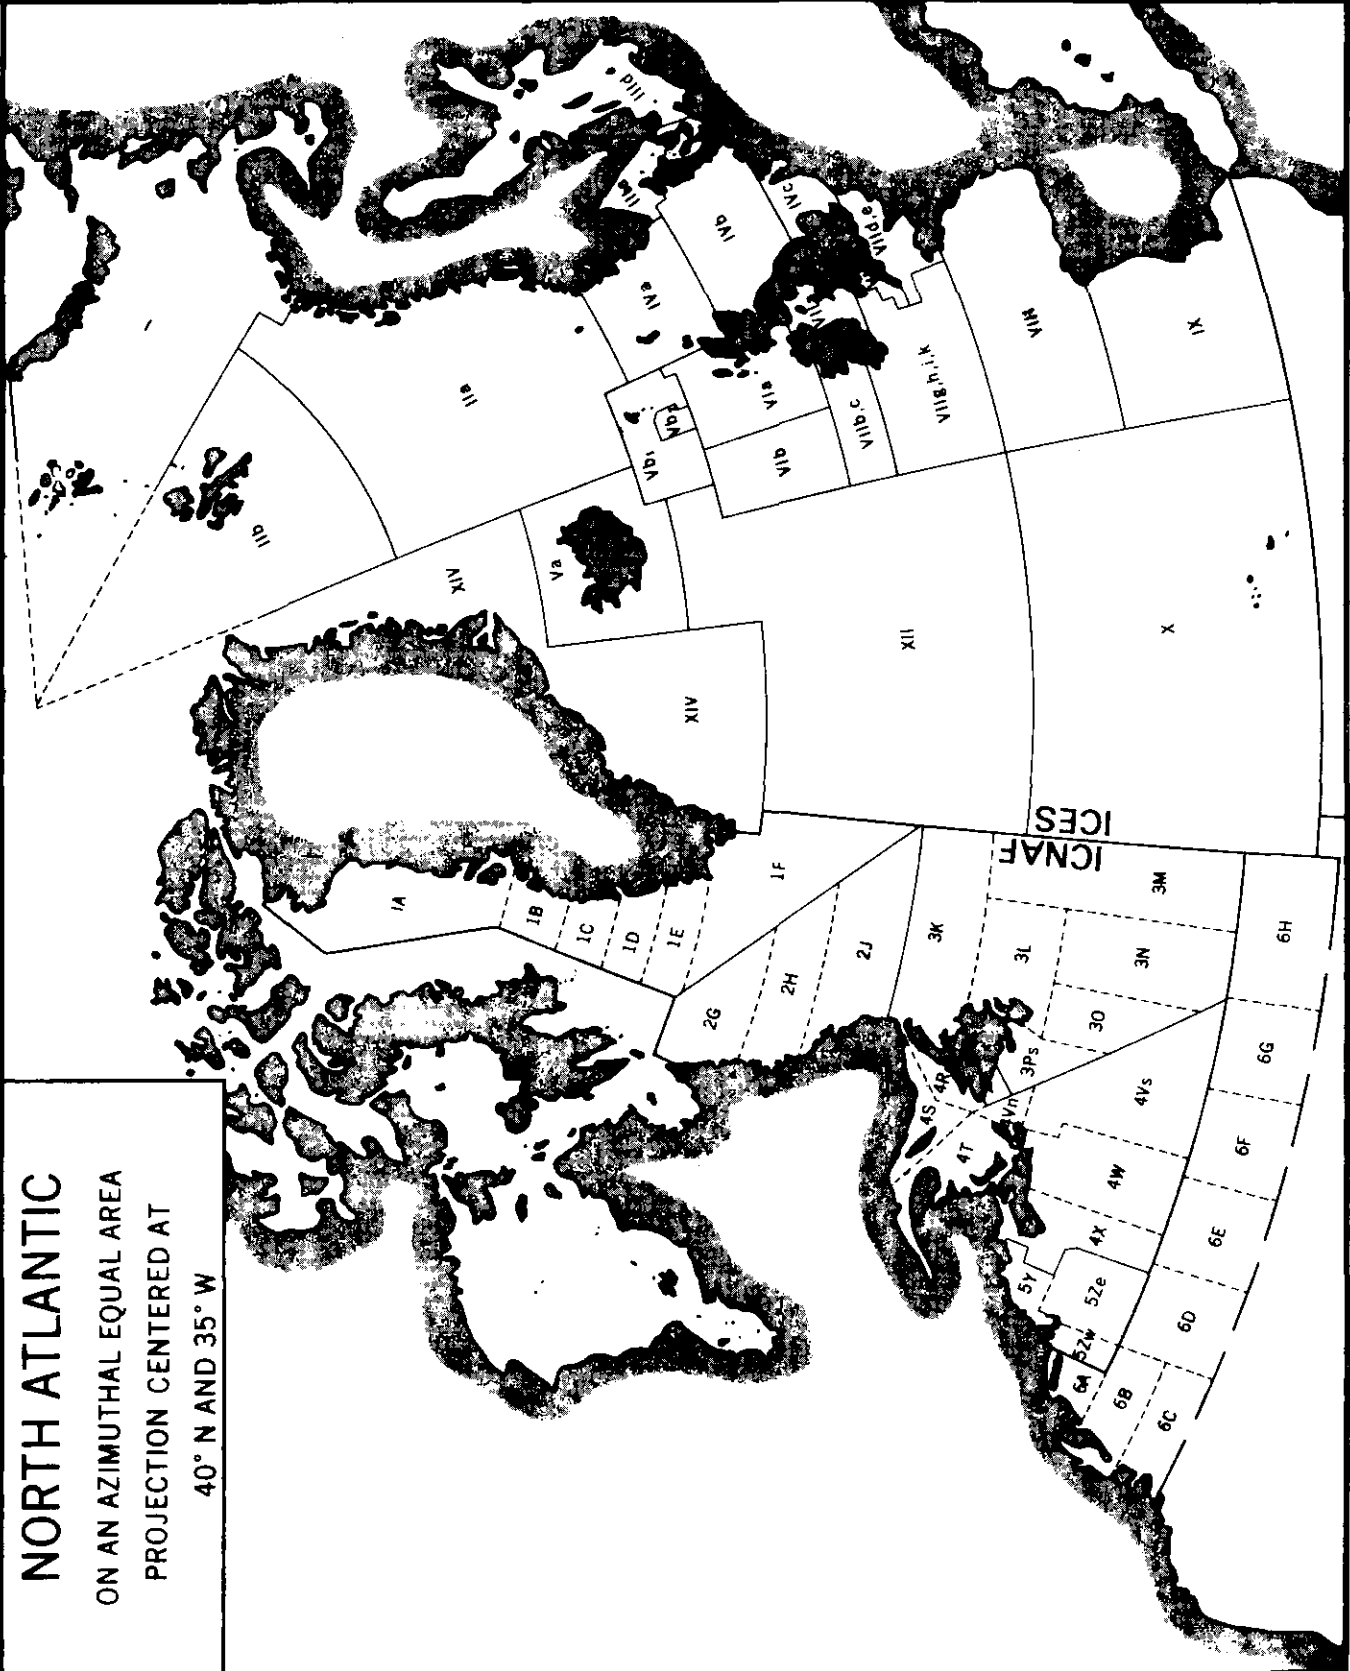 NORTH ATLANTIC
ON AN AZIMUTHAL EQUAL AREA
PROJECTION CENTERED AT
40° N AND 35° W
IIb
IIa
XIV
Va
XIV
Vb1
IVa
IVb
IVc
IIId
VIa
VIb
VIIb,c
VIId,e
VIIg,h,i,k
VIII
IX
XII
X
ICES
ICNAF
1A
1B
1C
1D
1E
1F
2G
2H
2J
3K
3L
3M
3N
3O
3Ps
4R
4S
4T
4Vn
4Vs
4W
4X
5Y
5Ze
5Zw
6A
6B
6C
6D
6E
6F
6G
6H